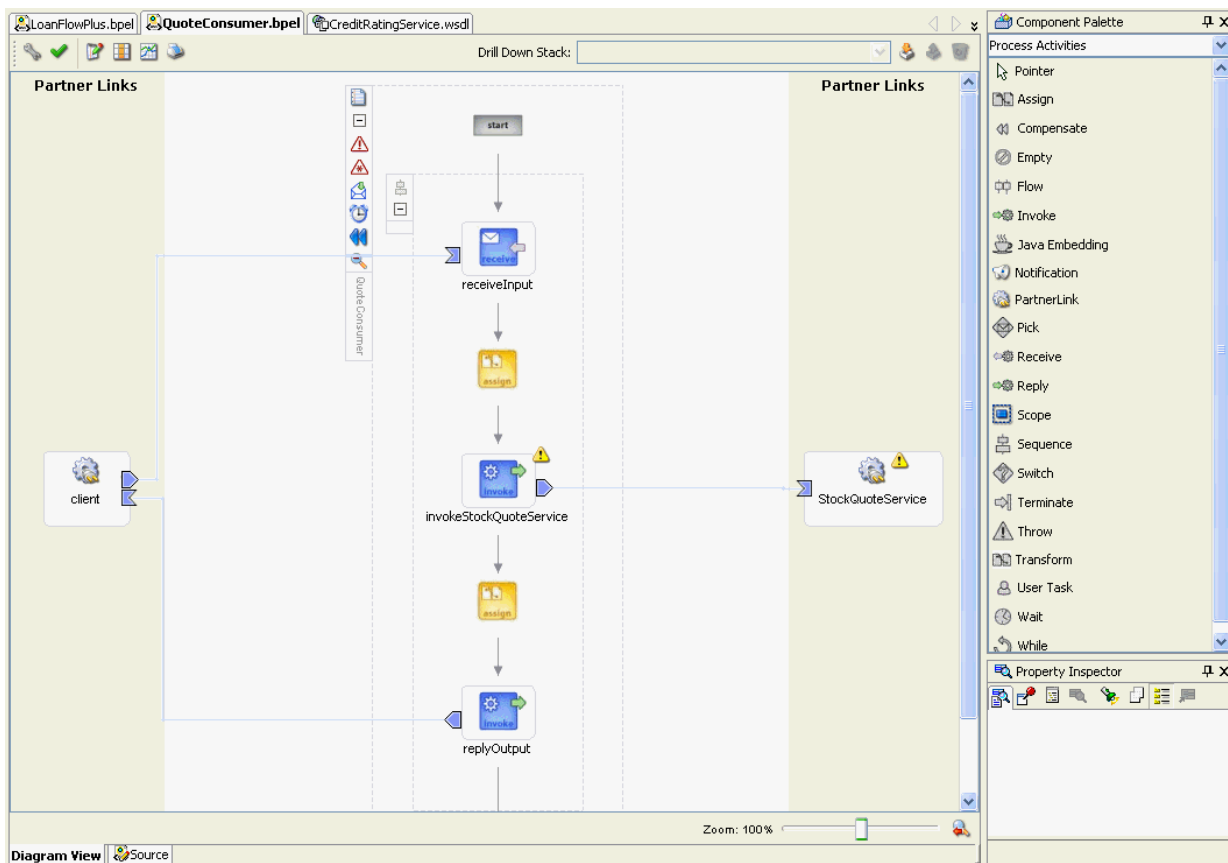 LoanFlowPlus.bpel QuoteConsumer.bpel CreditRatingService.wsdl
Drill Down Stack:
Partner Links
Partner Links
start
QuoteConsumer
receive
receiveInput
assign
client
invoke
invokeStockQuoteService
StockQuoteService
assign
invoke
replyOutput
Zoom: 100%
Diagram View Source
Component Palette
Process Activities
Pointer
Assign
Compensate
Empty
Flow
Invoke
Java Embedding
Notification
PartnerLink
Pick
Receive
Reply
Scope
Sequence
Switch
Terminate
Throw
Transform
User Task
Wait
While
Property Inspector